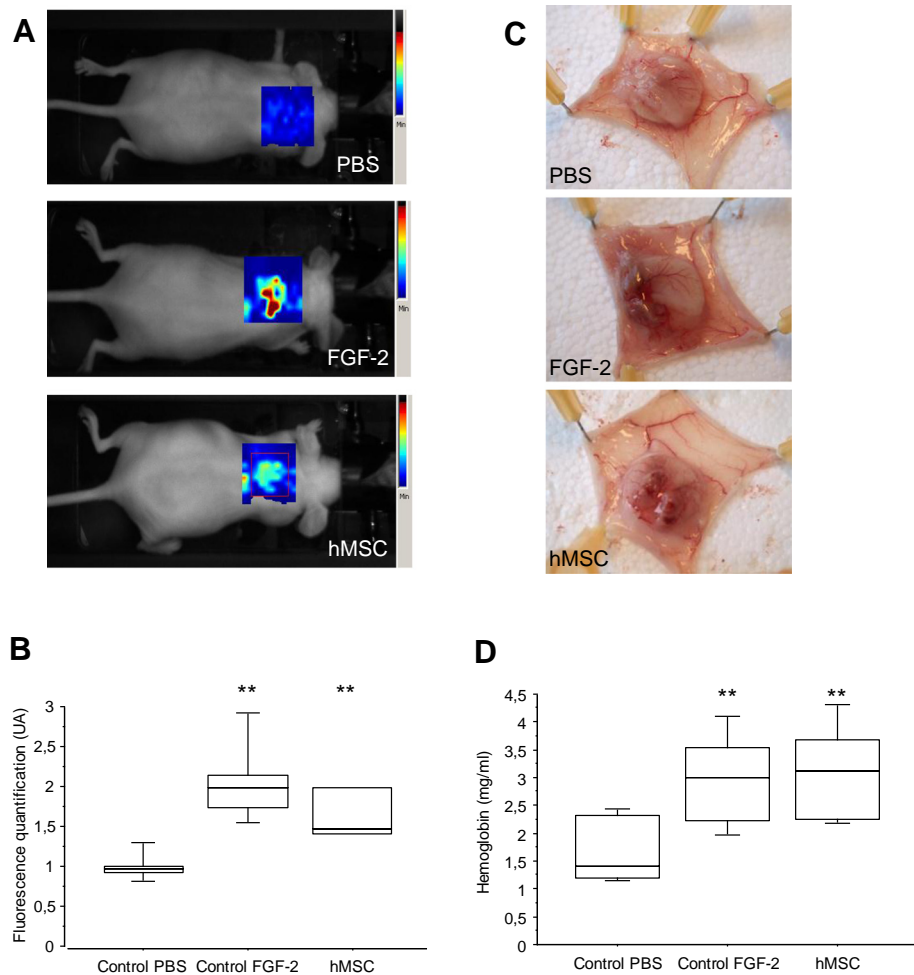 A
Min
PBS
Min
FGF-2
Min
hMSC
C
PBS
FGF-2
hMSC
B
Fluorescence quantification (UA)
3
2,5
2
1,5
1
0,5
0
** **
Control PBS Control FGF-2 hMSC
D
Hemoglobin (mg/ml)
4,5
4
3,5
3
2,5
2
1,5
1
0,5
0
** **
Control PBS Control FGF-2 hMSC